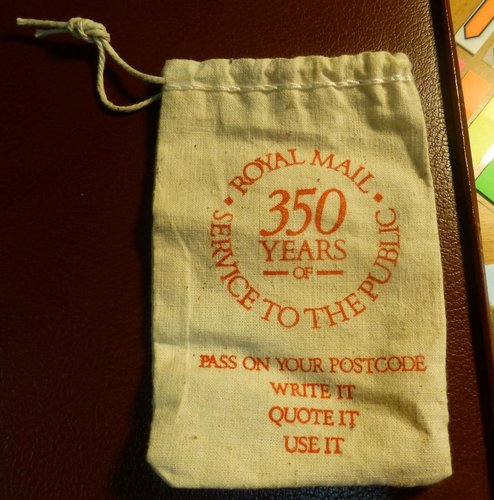 • ROYAL MAIL •
350
YEARS
— OF —
SERVICE TO THE PUBLIC
PASS ON YOUR POSTCODE
WRITE IT
QUOTE IT
USE IT